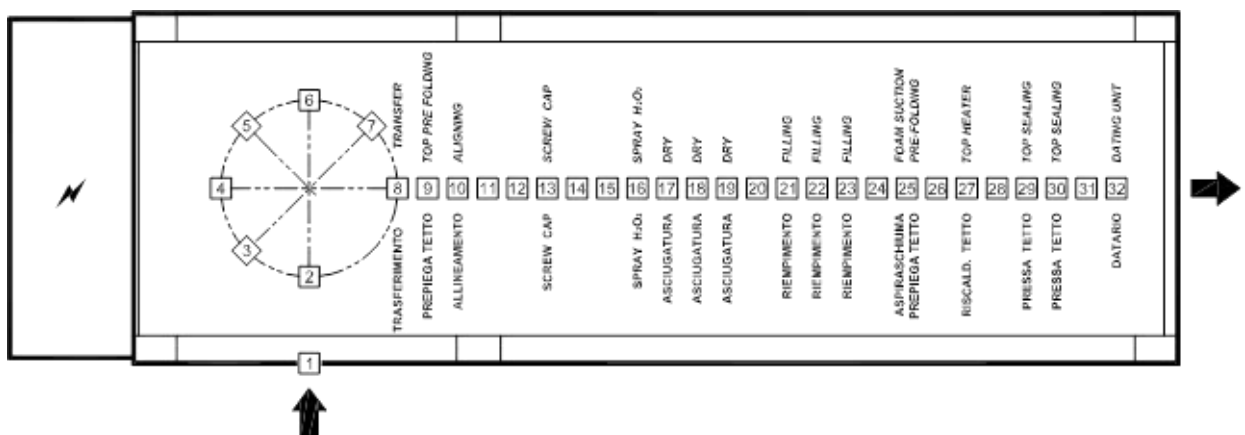 TRANSFER
TOP PRE FOLDING
ALIGNING
SCREW CAP
SPRAY H₂O₂
DRY
DRY
DRY
FILLING
FILLING
FILLING
FOAM SUCTION
PRE-FOLDING
TOP HEATER
TOP SEALING
TOP SEALING
DATING UNIT
6
5
7
4
8
9
10
11
12
13
14
15
16
17
18
19
20
21
22
23
24
25
26
27
28
29
30
31
32
3
2
TRASFERIMENTO
PREPIEGA TETTO
ALLINEAMENTO
SCREW CAP
SPRAY H₂O₂
ASCIUGATURA
ASCIUGATURA
ASCIUGATURA
RIEMPIMENTO
RIEMPIMENTO
RIEMPIMENTO
ASPIRASCHIUMA
PREPIEGA TETTO
RISCALD. TETTO
PRESSA TETTO
PRESSA TETTO
DATARIO
1